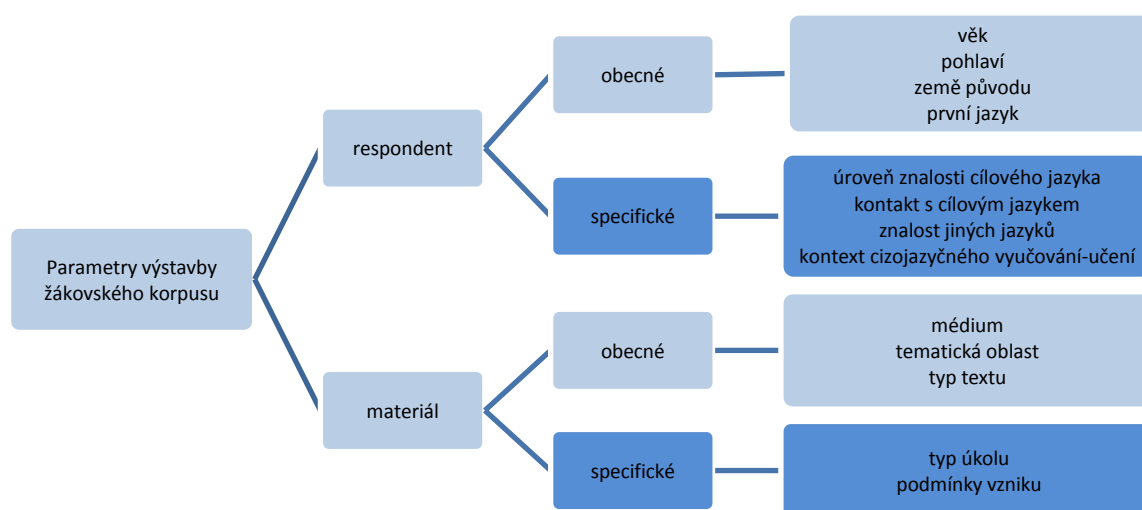 Parametry výstavby
žákovského korpusu
respondent
obecné
věk
pohlaví
země původu
první jazyk
specifické
úroveň znalosti cílového jazyka
kontakt s cílovým jazykem
znalost jiných jazyků
kontext cizojazyčného vyučování-učení
materiál
obecné
médium
tematická oblast
typ textu
specifické
typ úkolu
podmínky vzniku